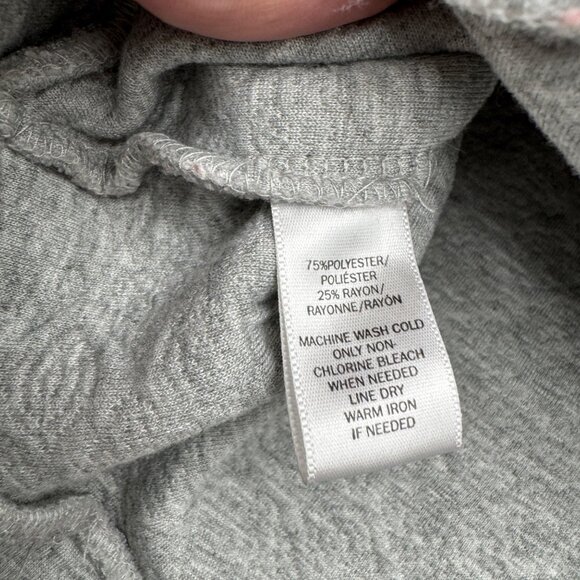 75%POLYESTER/
POLIÉSTER
25% RAYON/
RAYONNE/RAYÓN
MACHINE WASH COLD
ONLY NON-
CHLORINE BLEACH
WHEN NEEDED
LINE DRY
WARM IRON
IF NEEDED